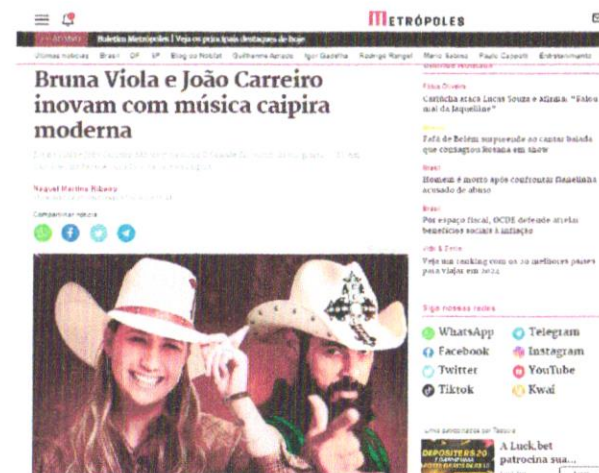 METRÓPOLES
Boletim Metrópoles | Veja os principais destaques de hoje
Últimas notícias Brasil DF SP Blog do Noblat Guilherme Amado Igor Gadelha Rodrigo Rangel Mario Sabino Paulo Cappelli Entretenimento
Bruna Viola e João Carreiro
inovam com música caipira
moderna
Raquel Martins Ribeiro
Compartilhar notícia
Fábia Oliveira
Cariúcha ataca Lucas Souza e afirma: "Falou
mal da Jaquelline"
Fafá de Belém surpreende ao cantar balada
que consagrou Rosana em show
Brasil
Homem é morto após confrontar flanelinha
acusado de abuso
Brasil
Por espaço fiscal, OCDE defende atrelar
benefícios sociais à inflação
Vida & Estilo
Veja um ranking com os 20 melhores países
para viajar em 2024
Siga nossas redes
WhatsApp Telegram
Facebook Instagram
Twitter YouTube
Tiktok Kwai
DEPOSITE R$ 20
A Luck.bet
patrocina sua...